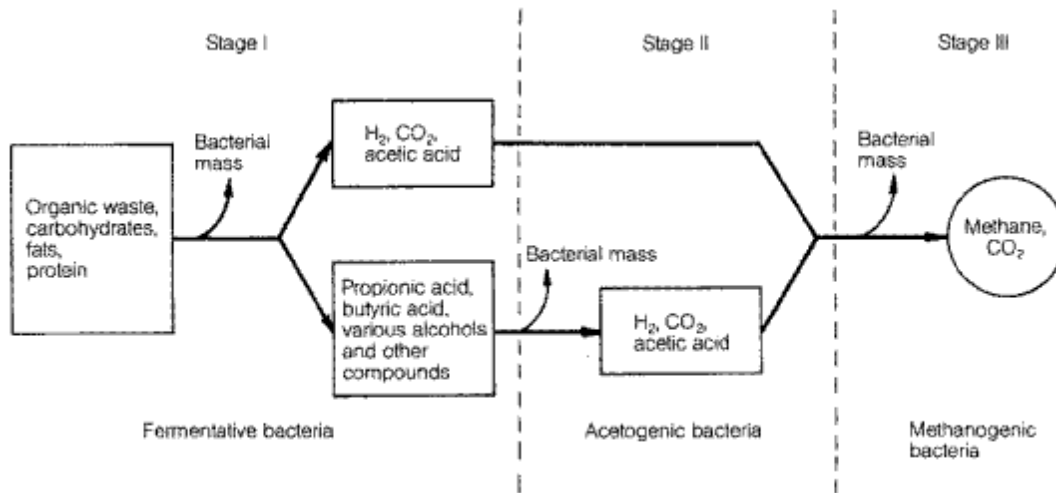 Stage I
Stage II
Stage III
Organic waste,
carbohydrates,
fats,
protein
Bacterial
mass
H₂, CO₂,
acetic acid
Propionic acid,
butyric acid,
various alcohols
and other
compounds
Bacterial mass
H₂, CO₂,
acetic acid
Bacterial
mass
Methane,
CO₂
Fermentative bacteria
Acetogenic bacteria
Methanogenic
bacteria